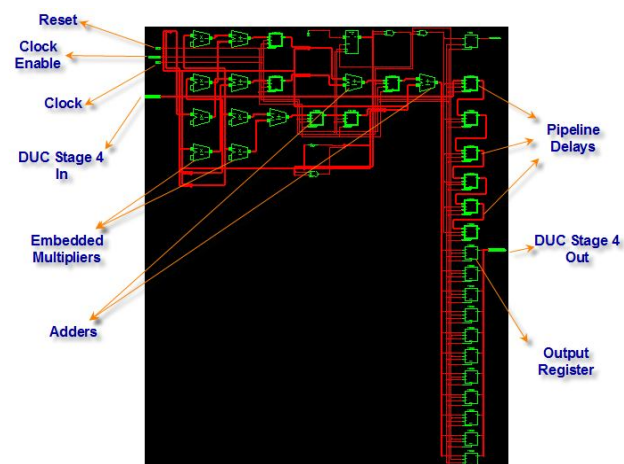 Reset
Clock
Enable
Clock
DUC Stage 4
In
Embedded
Multipliers
Adders
Pipeline
Delays
DUC Stage 4
Out
Output
Register